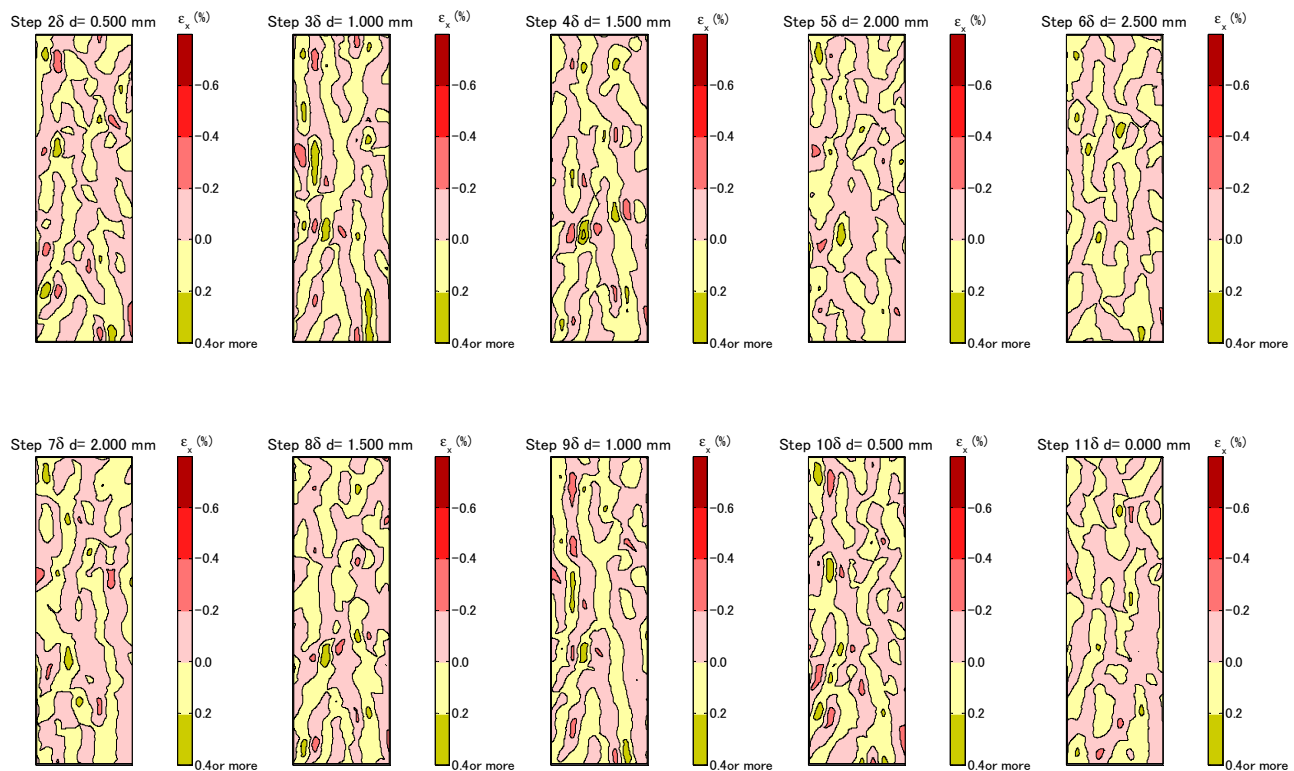 Step 2δ d= 0.500 mm
εx (%)
-0.6
-0.4
-0.2
0.0
0.2
0.4or more
Step 3δ d= 1.000 mm
εx (%)
-0.6
-0.4
-0.2
0.0
0.2
0.4or more
Step 4δ d= 1.500 mm
εx (%)
-0.6
-0.4
-0.2
0.0
0.2
0.4or more
Step 5δ d= 2.000 mm
εx (%)
-0.6
-0.4
-0.2
0.0
0.2
0.4or more
Step 6δ d= 2.500 mm
εx (%)
-0.6
-0.4
-0.2
0.0
0.2
0.4or more
Step 7δ d= 2.000 mm
εx (%)
-0.6
-0.4
-0.2
0.0
0.2
0.4or more
Step 8δ d= 1.500 mm
εx (%)
-0.6
-0.4
-0.2
0.0
0.2
0.4or more
Step 9δ d= 1.000 mm
εx (%)
-0.6
-0.4
-0.2
0.0
0.2
0.4or more
Step 10δ d= 0.500 mm
εx (%)
-0.6
-0.4
-0.2
0.0
0.2
0.4or more
Step 11δ d= 0.000 mm
εx (%)
-0.6
-0.4
-0.2
0.0
0.2
0.4or more